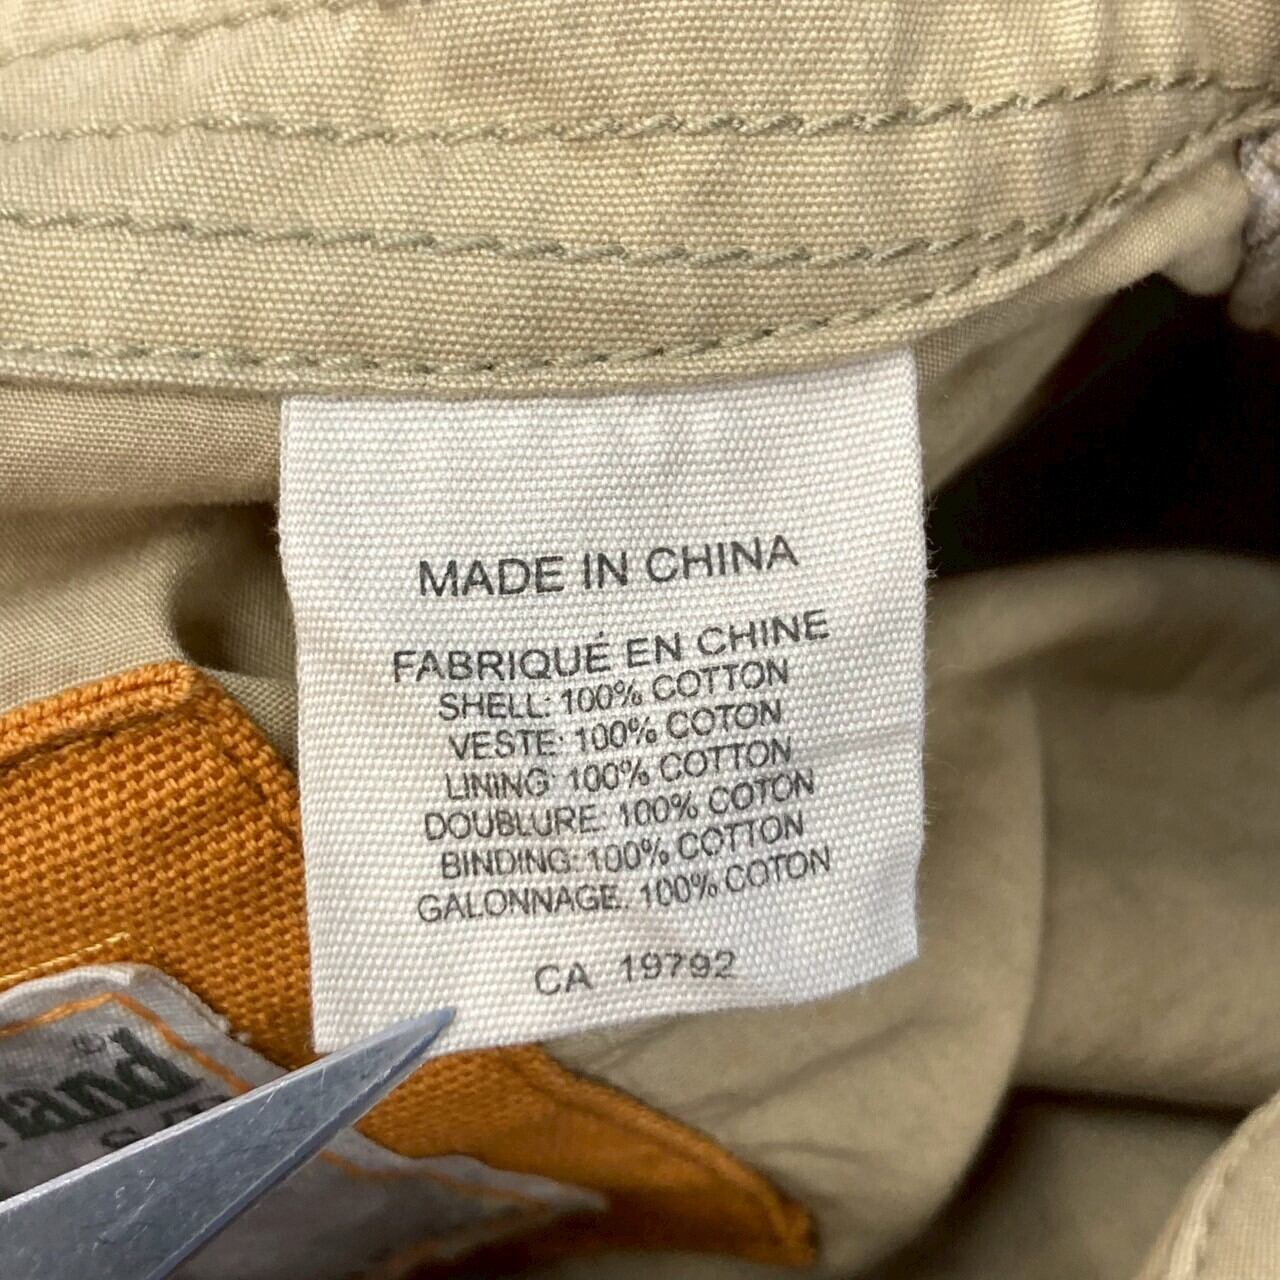 MADE IN CHINA
FABRIQUÉ EN CHINE
SHELL: 100% COTTON
VESTE: 100% COTON
LINING: 100% COTTON
DOUBLURE: 100% COTON
BINDING: 100% COTTON
GALONNAGE: 100% COTON
CA 19792
land